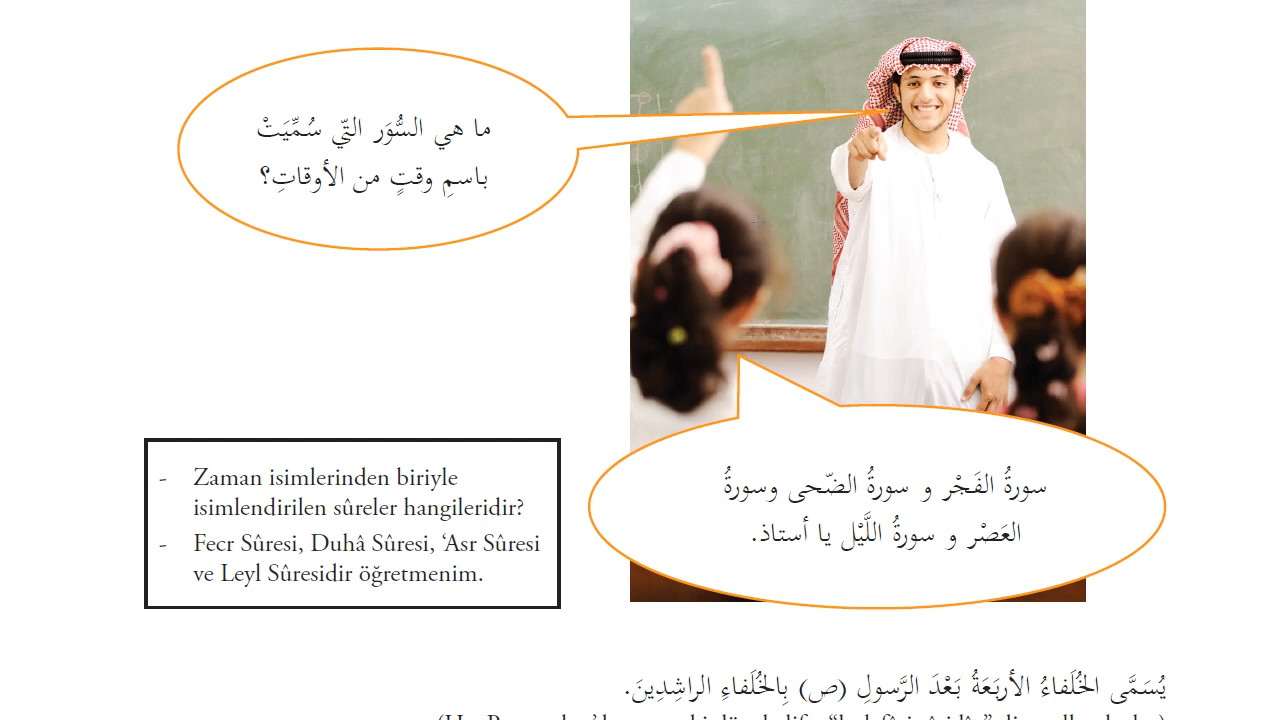 ما هي السُّوَر التّي سُمِّيَتْ
باسمِ وقتٍ من الأوقاتِ؟
سورةُ الفَجْر و سورةُ الضّحى وسورةُ
العَصْر و سورةُ اللَّيْل يا أستاذ.
- Zaman isimlerinden biriyle
isimlendirilen sûreler hangileridir?
- Fecr Sûresi, Duhâ Sûresi, ‘Asr Sûresi
ve Leyl Sûresidir öğretmenim.
يُسَمَّى الخُلَفاءُ الأربَعَةُ بَعْدَ الرَّسولِ (ص) بِالخُلَفاءِ الراشِدِينَ.